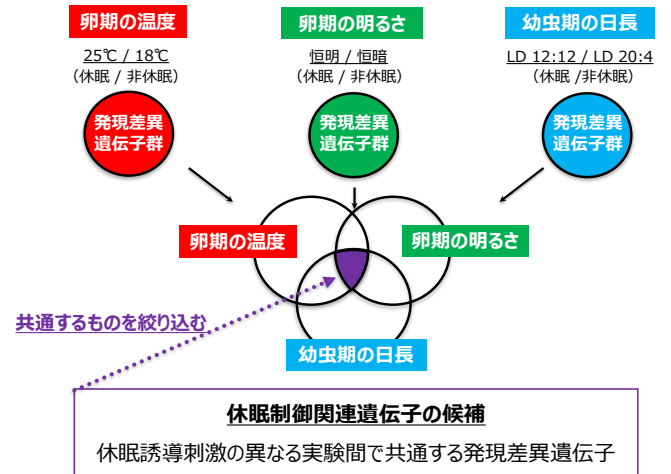 卵期の温度
卵期の明るさ
幼虫期の日長
25℃ / 18℃
恒明 / 恒暗
LD 12:12 / LD 20:4
(休眠 / 非休眠)
(休眠 / 非休眠)
(休眠 /非休眠)
発現差異
遺伝子群
発現差異
遺伝子群
発現差異
遺伝子群
卵期の温度
卵期の明るさ
共通するものを絞り込む
幼虫期の日長
休眠制御関連遺伝子の候補
休眠誘導刺激の異なる実験間で共通する発現差異遺伝子